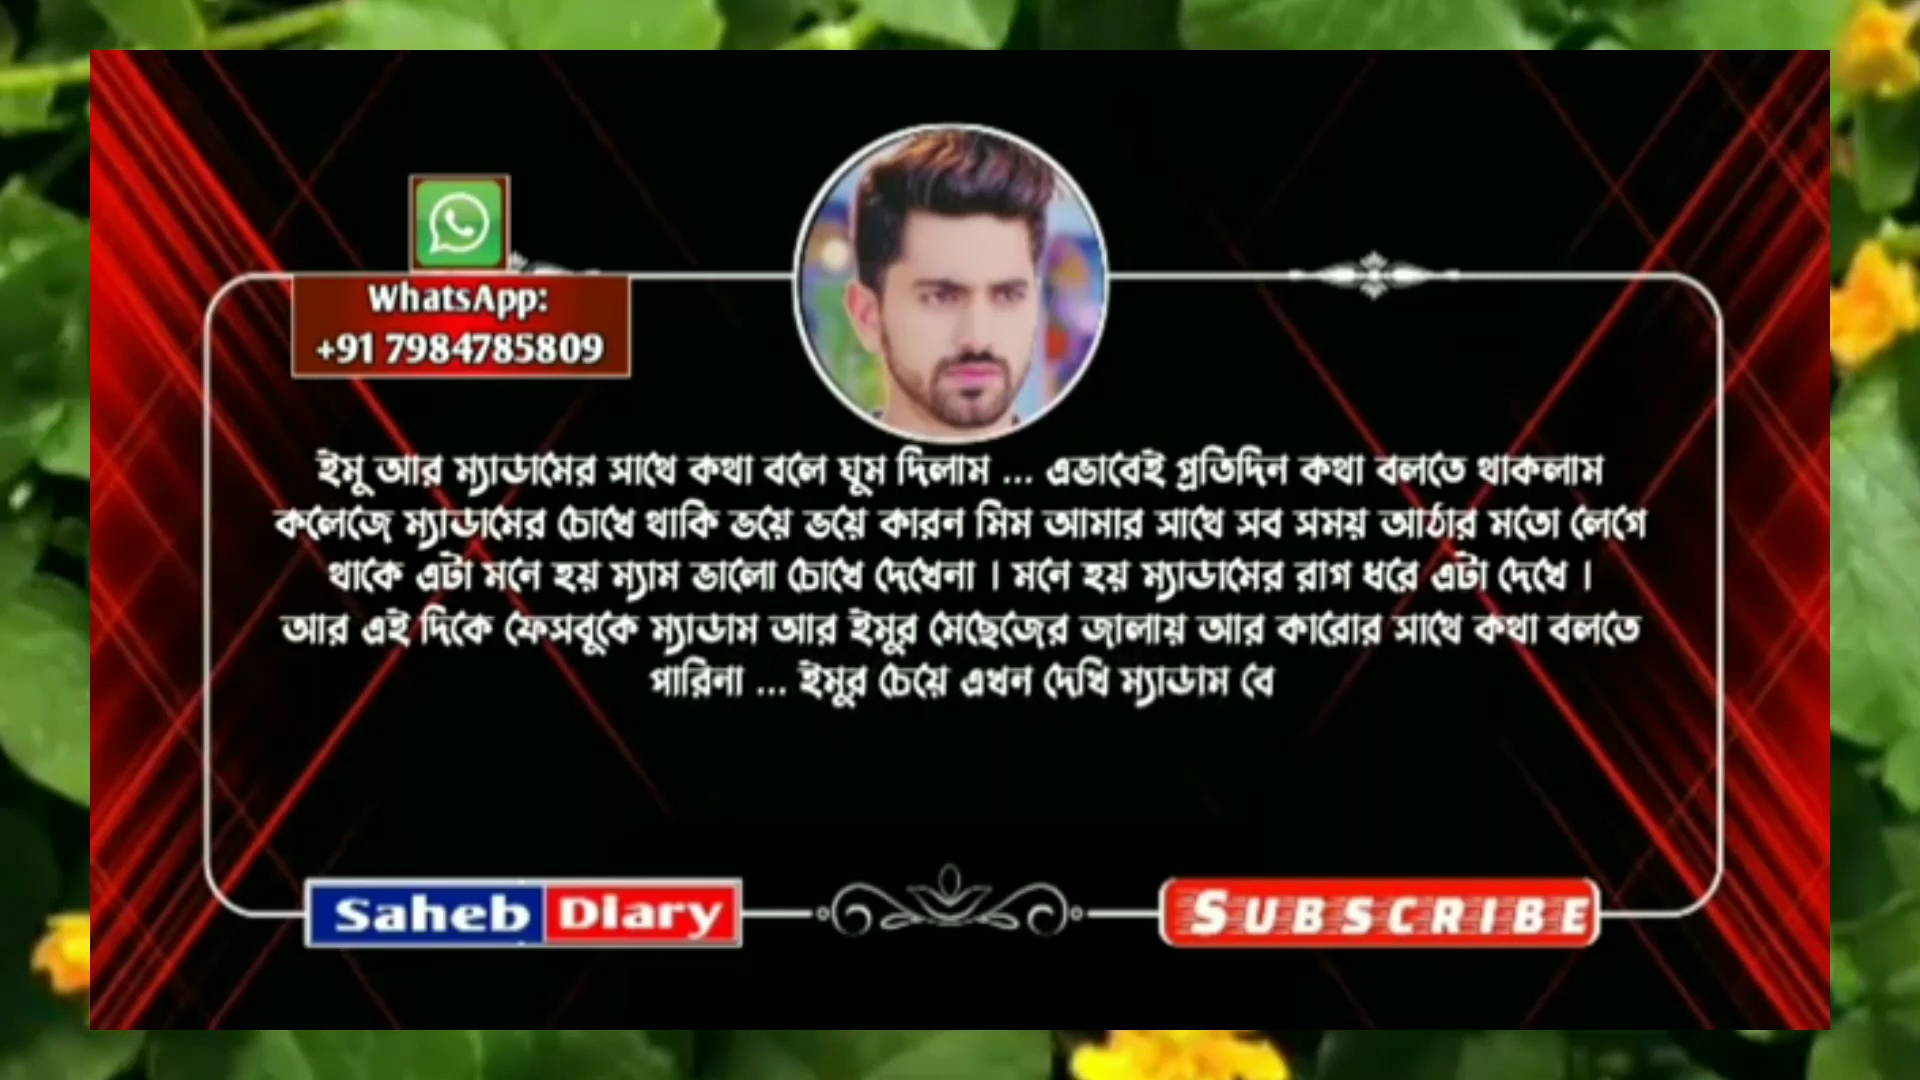 WhatsApp:
+91 7984785809
ইমু আর ম্যাডামের সাথে কথা বলে ঘুম দিলাম ... এভাবেই প্রতিদিন কথা বলতে থাকলাম
কলেজে ম্যাডামের চোখে থাকি ভয়ে ভয়ে কারন মিম আমার সাথে সব সময় আঠার মতো লেগে
থাকে এটা মনে হয় ম্যাম ভালো চোখে দেখেনা । মনে হয় ম্যাডামের রাগ ধরে এটা দেখে ।
আর এই দিকে ফেসবুকে ম্যাডাম আর ইমুর মেছেজের জালায় আর কারোর সাথে কথা বলতে
পারিনা ... ইমুর চেয়ে এখন দেখি ম্যাডাম বে
Saheb Diary
SUBSCRIBE